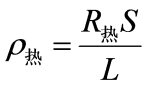 ρ热 = R热S / L